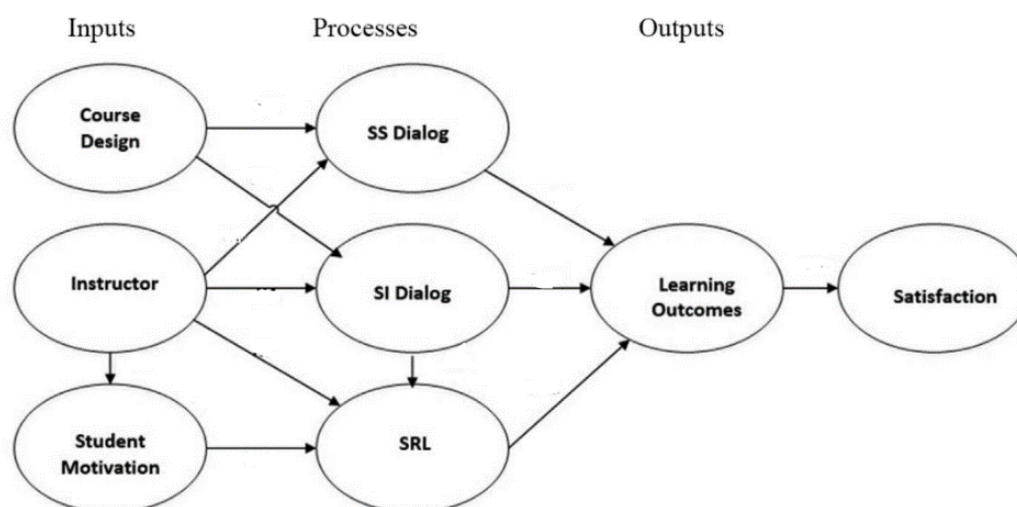 Inputs
Processes
Outputs
Course
Design
SS Dialog
Instructor
SI Dialog
Learning
Outcomes
Satisfaction
Student
Motivation
SRL